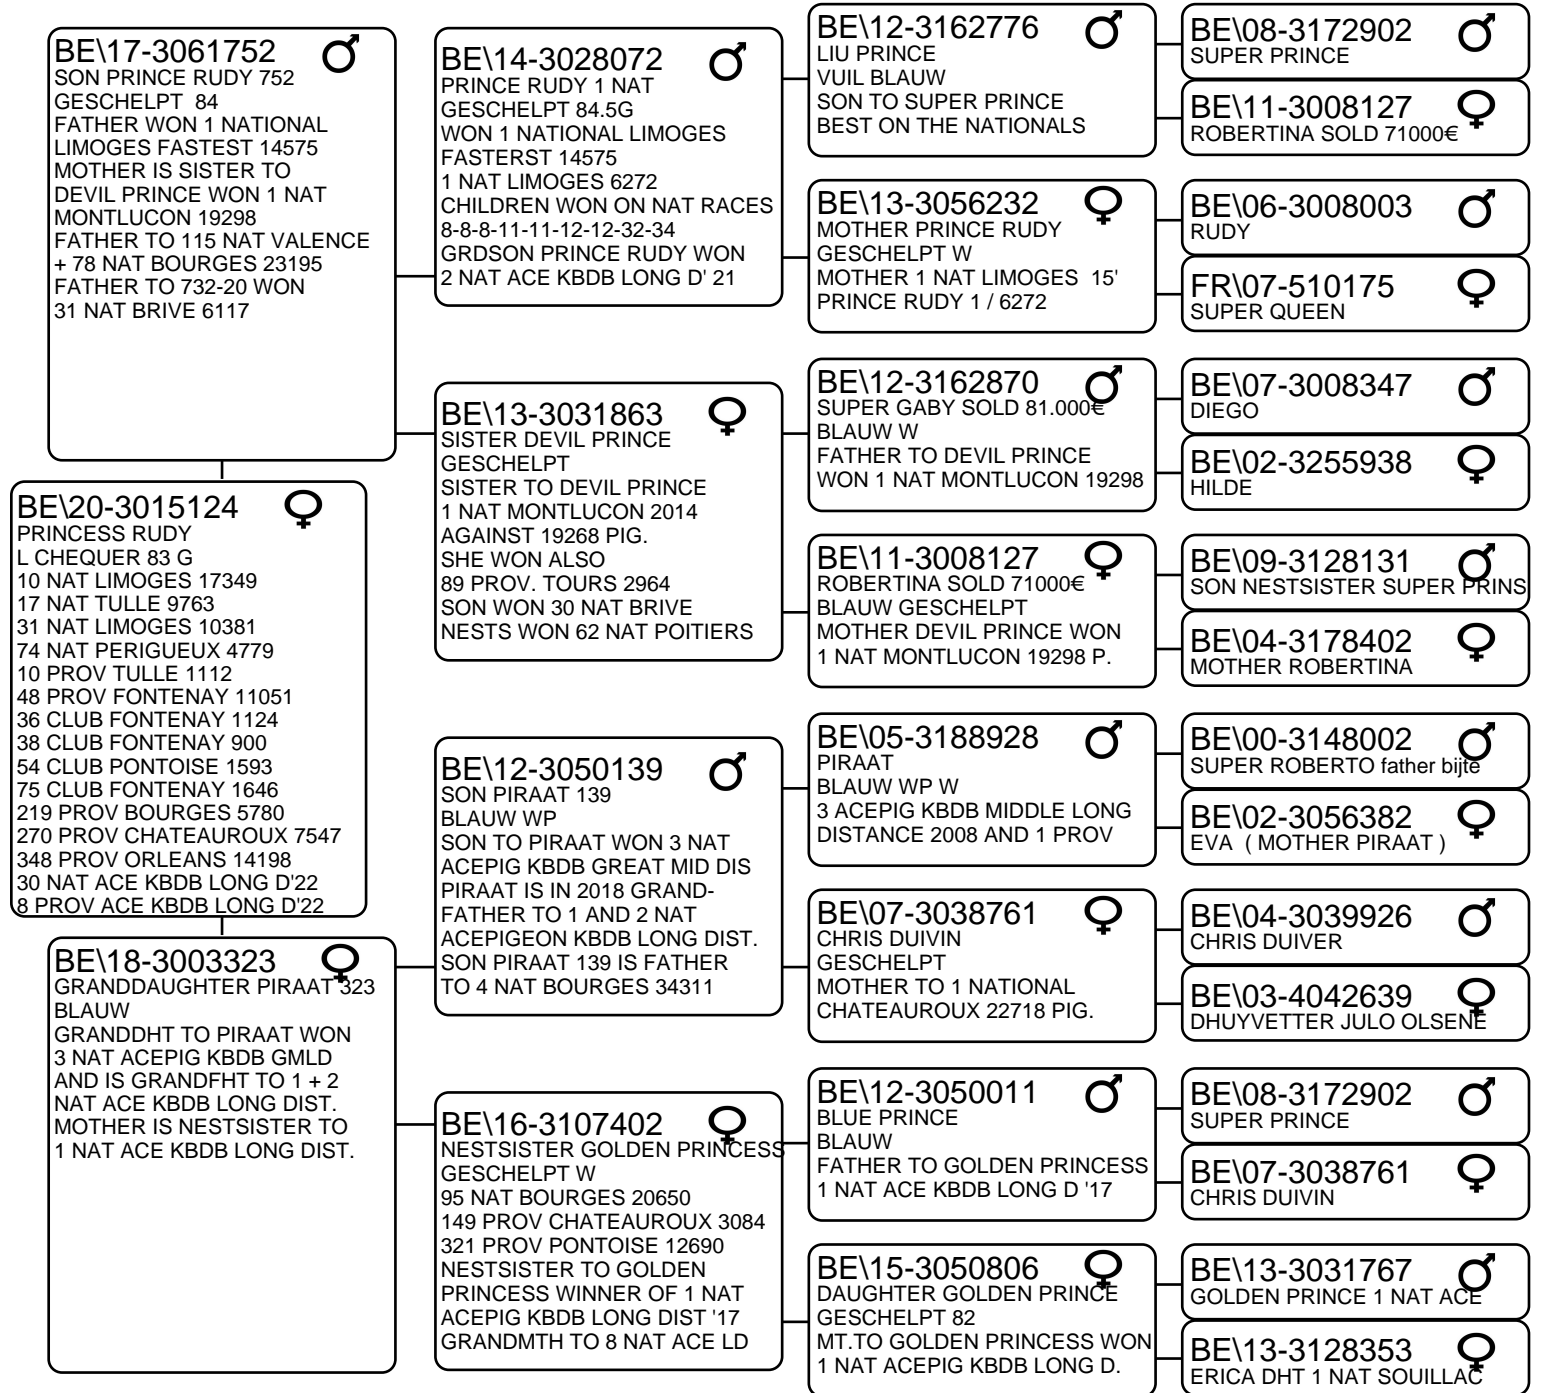 BE\17-3061752
SON PRINCE RUDY 752
GESCHELPT 84
FATHER WON 1 NATIONAL
LIMOGES FASTEST 14575
MOTHER IS SISTER TO
DEVIL PRINCE WON 1 NAT
MONTLUCON 19298
FATHER TO 115 NAT VALENCE
+ 78 NAT BOURGES 23195
FATHER TO 732-20 WON
31 NAT BRIVE 6117
BE\20-3015124
PRINCESS RUDY
L CHEQUER 83 G
10 NAT LIMOGES 17349
17 NAT TULLE 9763
31 NAT LIMOGES 10381
74 NAT PERIGUEUX 4779
10 PROV TULLE 1112
48 PROV FONTENAY 11051
36 CLUB FONTENAY 1124
38 CLUB FONTENAY 900
54 CLUB PONTOISE 1593
75 CLUB FONTENAY 1646
219 PROV BOURGES 5780
270 PROV CHATEAUROUX 7547
348 PROV ORLEANS 14198
30 NAT ACE KBDB LONG D'22
8 PROV ACE KBDB LONG D'22
BE\18-3003323
GRANDDAUGHTER PIRAAT 323
BLAUW
GRANDDHT TO PIRAAT WON
3 NAT ACEPIG KBDB GMLD
AND IS GRANDFHT TO 1 + 2
NAT ACE KBDB LONG DIST.
MOTHER IS NESTSISTER TO
1 NAT ACE KBDB LONG DIST.
BE\14-3028072
PRINCE RUDY 1 NAT
GESCHELPT 84.5G
WON 1 NATIONAL LIMOGES
FASTERST 14575
1 NAT LIMOGES 6272
CHILDREN WON ON NAT RACES
8-8-8-11-11-12-12-32-34
GRDSON PRINCE RUDY WON
2 NAT ACE KBDB LONG D' 21
BE\13-3031863
SISTER DEVIL PRINCE
GESCHELPT
SISTER TO DEVIL PRINCE
1 NAT MONTLUCON 2014
AGAINST 19268 PIG.
SHE WON ALSO
89 PROV. TOURS 2964
SON WON 30 NAT BRIVE
NESTS WON 62 NAT POITIERS
BE\12-3050139
SON PIRAAT 139
BLAUW WP
SON TO PIRAAT WON 3 NAT
ACEPIG KBDB GREAT MID DIS
PIRAAT IS IN 2018 GRAND-
FATHER TO 1 AND 2 NAT
ACEPIGEON KBDB LONG DIST.
SON PIRAAT 139 IS FATHER
TO 4 NAT BOURGES 34311
BE\16-3107402
NESTSISTER GOLDEN PRINCESS
GESCHELPT W
95 NAT BOURGES 20650
149 PROV CHATEAUROUX 3084
321 PROV PONTOISE 12690
NESTSISTER TO GOLDEN
PRINCESS WINNER OF 1 NAT
ACEPIG KBDB LONG DIST '17
GRANDMTH TO 8 NAT ACE LD
BE\12-3162776
LIU PRINCE
VUIL BLAUW
SON TO SUPER PRINCE
BEST ON THE NATIONALS
BE\13-3056232
MOTHER PRINCE RUDY
GESCHELPT W
MOTHER 1 NAT LIMOGES 15'
PRINCE RUDY 1 / 6272
BE\12-3162870
SUPER GABY SOLD 81.000€
BLAUW W
FATHER TO DEVIL PRINCE
WON 1 NAT MONTLUCON 19298
BE\11-3008127
ROBERTINA SOLD 71000€
BLAUW GESCHELPT
MOTHER DEVIL PRINCE WON
1 NAT MONTLUCON 19298 P.
BE\05-3188928
PIRAAT
BLAUW WP W
3 ACEPIG KBDB MIDDLE LONG
DISTANCE 2008 AND 1 PROV
BE\07-3038761
CHRIS DUIVIN
GESCHELPT
MOTHER TO 1 NATIONAL
CHATEAUROUX 22718 PIG.
BE\12-3050011
BLUE PRINCE
BLAUW
FATHER TO GOLDEN PRINCESS
1 NAT ACE KBDB LONG D '17
BE\15-3050806
DAUGHTER GOLDEN PRINCE
GESCHELPT 82
MT.TO GOLDEN PRINCESS WON
1 NAT ACEPIG KBDB LONG D.
BE\08-3172902
SUPER PRINCE
BE\11-3008127
ROBERTINA SOLD 71000€
BE\06-3008003
RUDY
FR\07-510175
SUPER QUEEN
BE\07-3008347
DIEGO
BE\02-3255938
HILDE
BE\09-3128131
SON NESTSISTER SUPER PRINS
BE\04-3178402
MOTHER ROBERTINA
BE\00-3148002
SUPER ROBERTO father bijte
BE\02-3056382
EVA ( MOTHER PIRAAT )
BE\04-3039926
CHRIS DUIVER
BE\03-4042639
DHUYVETTER JULO OLSENE
BE\08-3172902
SUPER PRINCE
BE\07-3038761
CHRIS DUIVIN
BE\13-3031767
GOLDEN PRINCE 1 NAT ACE
BE\13-3128353
ERICA DHT 1 NAT SOUILLAC